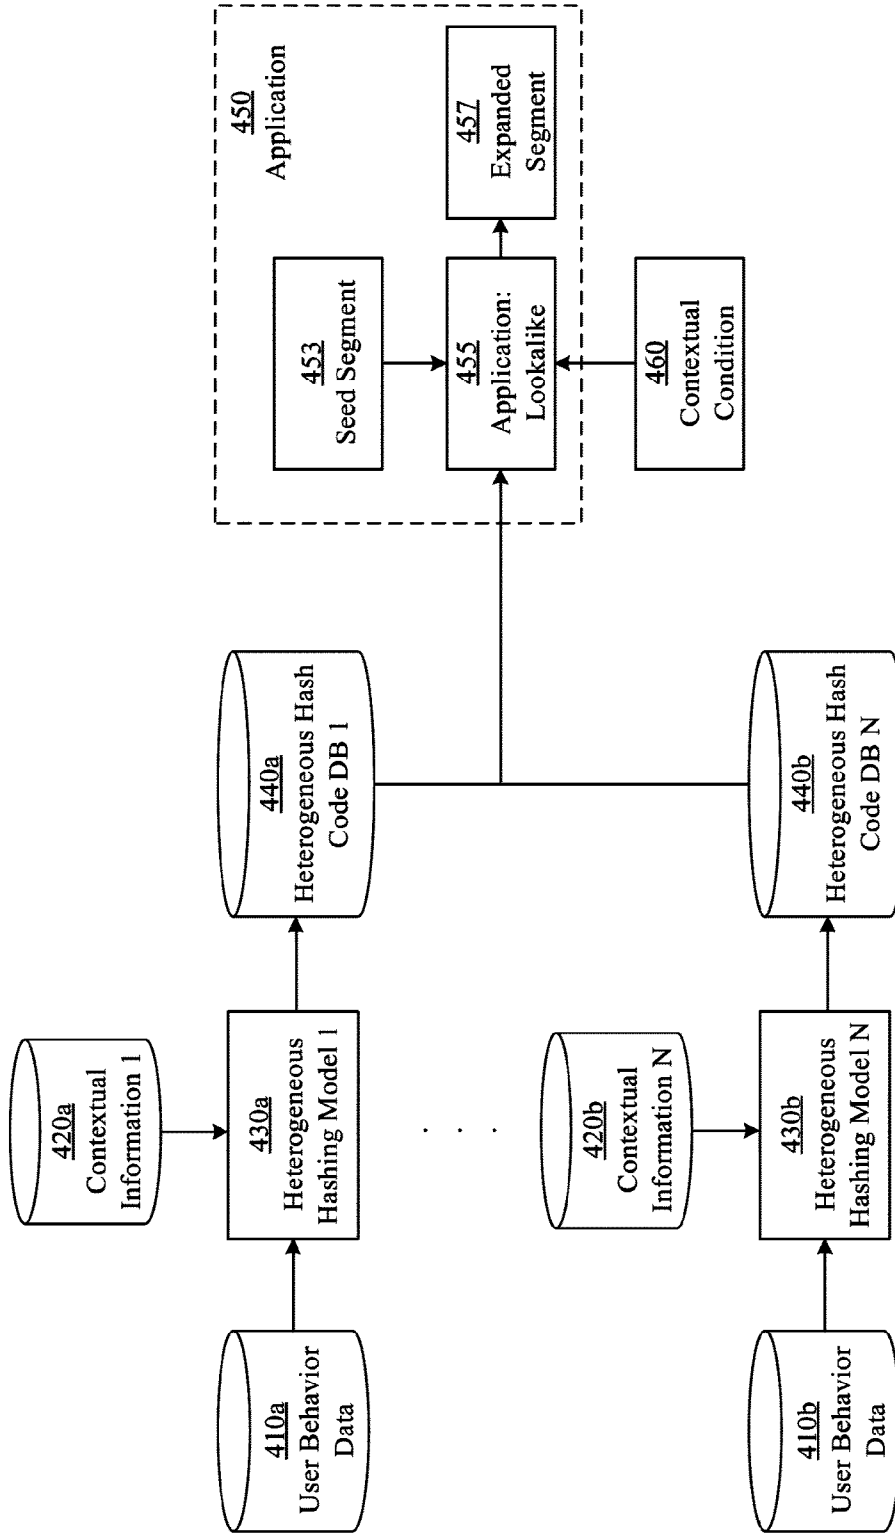 420a
Contextual
Information 1
410a
User Behavior
Data
430a
Heterogeneous
Hashing Model 1
440a
Heterogeneous Hash
Code DB 1
. . .
420b
Contextual
Information N
410b
User Behavior
Data
430b
Heterogeneous
Hashing Model N
440b
Heterogeneous Hash
Code DB N
450
Application
453
Seed Segment
455
Application:
Lookalike
457
Expanded
Segment
460
Contextual
Condition